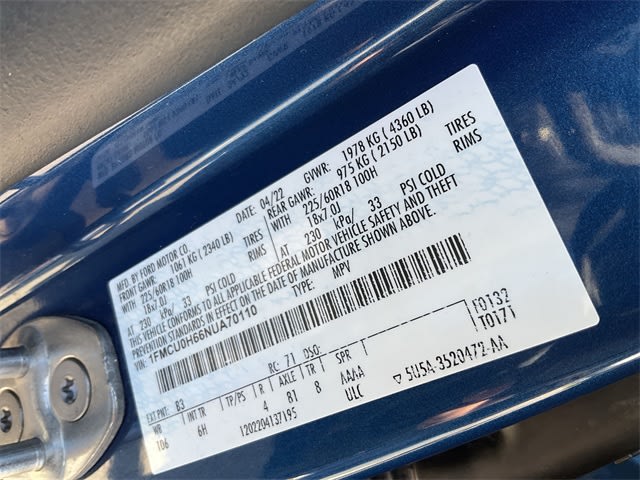 MFD. BY FORD MOTOR CO. DATE: 04/22 GVWR: 1978 KG ( 4360 LB)
FRONT GAWR: 1061 KG ( 2340 LB) REAR GAWR: 975 KG ( 2150 LB)
WITH 225/60R18 100H TIRES WITH 225/60R18 100H TIRES
18x7.0J RIMS 18x7.0J RIMS
AT 230 kPa/ 33 PSI COLD AT 230 kPa/ 33 PSI COLD
THIS VEHICLE CONFORMS TO ALL APPLICABLE FEDERAL MOTOR VEHICLE SAFETY AND THEFT
PREVENTION STANDARDS IN EFFECT ON THE DATE OF MANUFACTURE SHOWN ABOVE.
VIN: 1FMCU0H66NUA70110 TYPE: MPV
EXT PNT: B3 RC: 71 DSO: T0132
T0171
WB INT TR TP/PS R AXLE TR SPR
106 6H 4 B1 8 AAAA
1202204137195 ULC ▽ 5U5A-3520472-AA